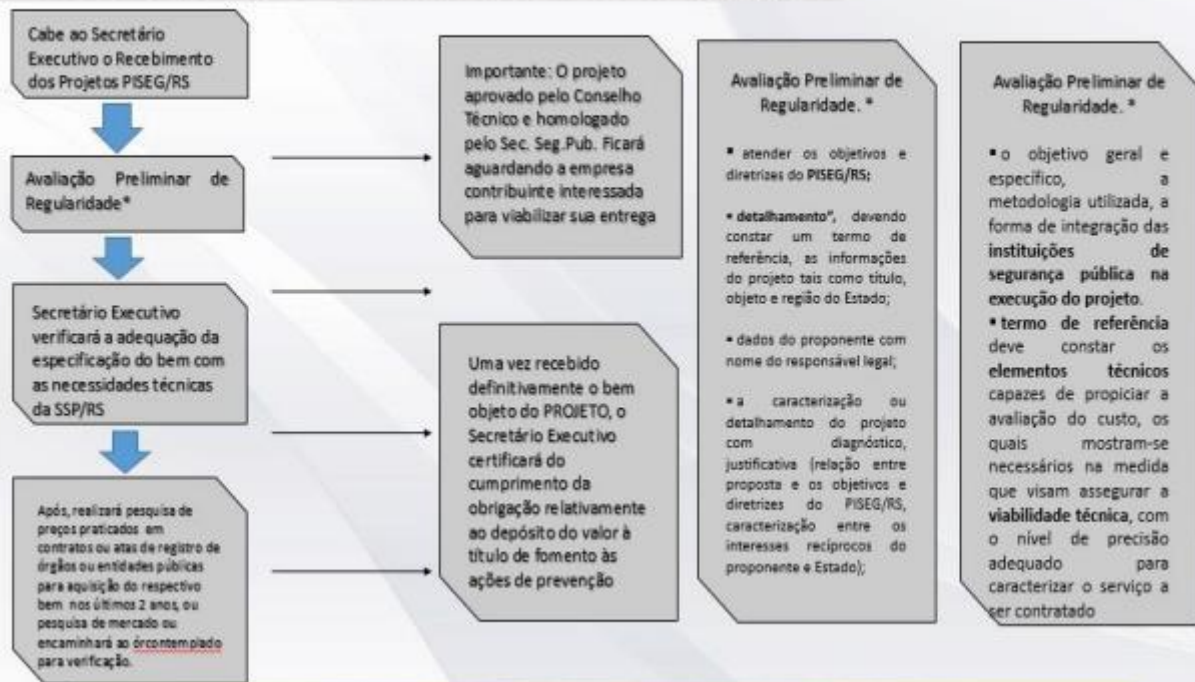 Cabe ao Secretário
Executivo o Recebimento
dos Projetos PISEG/RS
Avaliação Preliminar de
Regularidade*
Secretário Executivo
verificará a adequação da
especificação do bem com
as necessidades técnicas
da SSP/RS
Após, realizará pesquisa de
preços praticados em
contratos ou atas de registro de
órgãos ou entidades públicas
para aquisição do respectivo
bem nos últimos 2 anos, ou
pesquisa de mercado ou
encaminhará ao órcontemplado
para verificação.
Importante: O projeto
aprovado pelo Conselho
Técnico e homologado
pelo Sec. Seg.Pub. Ficará
aguardando a empresa
contribuinte interessada
para viabilizar sua entrega
Uma vez recebido
definitivamente o bem
objeto do PROJETO, o
Secretário Executivo
certificará do
cumprimento da
obrigação relativamente
ao depósito do valor à
título de fomento às
ações de prevenção
Avaliação Preliminar de
Regularidade. *
▪ atender os objetivos e
diretrizes do PISEG/RS;
▪ detalhamento", devendo
constar um termo de
referência, as informações
do projeto tais como título,
objeto e região do Estado;
▪ dados do proponente com
nome do responsável legal;
▪ a caracterização ou
detalhamento do projeto
com diagnóstico,
justificativa (relação entre
proposta e os objetivos e
diretrizes do PISEG/RS,
caracterização entre os
interesses recíprocos do
proponente e Estado);
Avaliação Preliminar de
Regularidade. *
▪ o objetivo geral e
específico, a
metodologia utilizada, a
forma de integração das
instituições de
segurança pública na
execução do projeto.
▪ termo de referência
deve constar os
elementos técnicos
capazes de propiciar a
avaliação do custo, os
quais mostram-se
necessários na medida
que visam assegurar a
viabilidade técnica, com
o nível de precisão
adequado para
caracterizar o serviço a
ser contratado